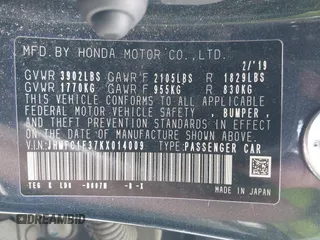 MFD.BY HONDA MOTOR CO.,LTD.
2/'19
GVWR 3902LBS GAWR F 2105LBS R 1829LBS
GVWR 1770KG GAWR F 955KG R 830KG
THIS VEHICLE CONFORMS TO ALL APPLICABLE
FEDERAL MOTOR VEHICLE SAFETY, BUMPER,
AND THEFT PREVENTION STANDARDS IN EFFECT
ON THE DATE OF MANUFACTURE SHOWN ABOVE.
V.I.N: TYPE:PASSENGER CAR
MADE IN JAPAN